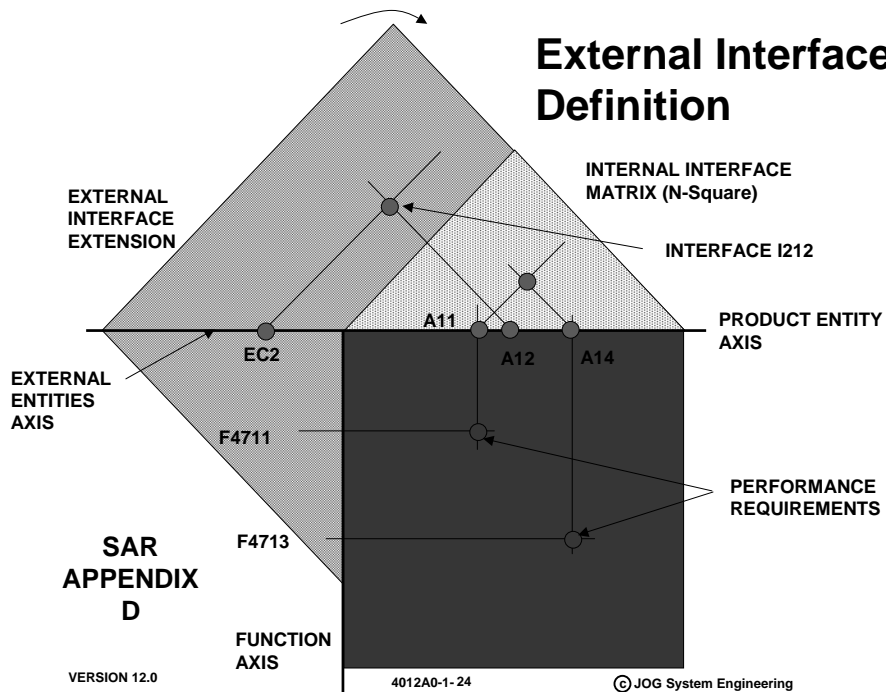 External Interface
Definition
INTERNAL INTERFACE
MATRIX (N-Square)
EXTERNAL
INTERFACE
EXTENSION
INTERFACE I212
A11
PRODUCT ENTITY
AXIS
EC2
A12
A14
EXTERNAL
ENTITIES
AXIS
F4711
PERFORMANCE
REQUIREMENTS
F4713
SAR
APPENDIX
D
FUNCTION
AXIS
VERSION 12.0
4012A0-1- 24
© JOG System Engineering